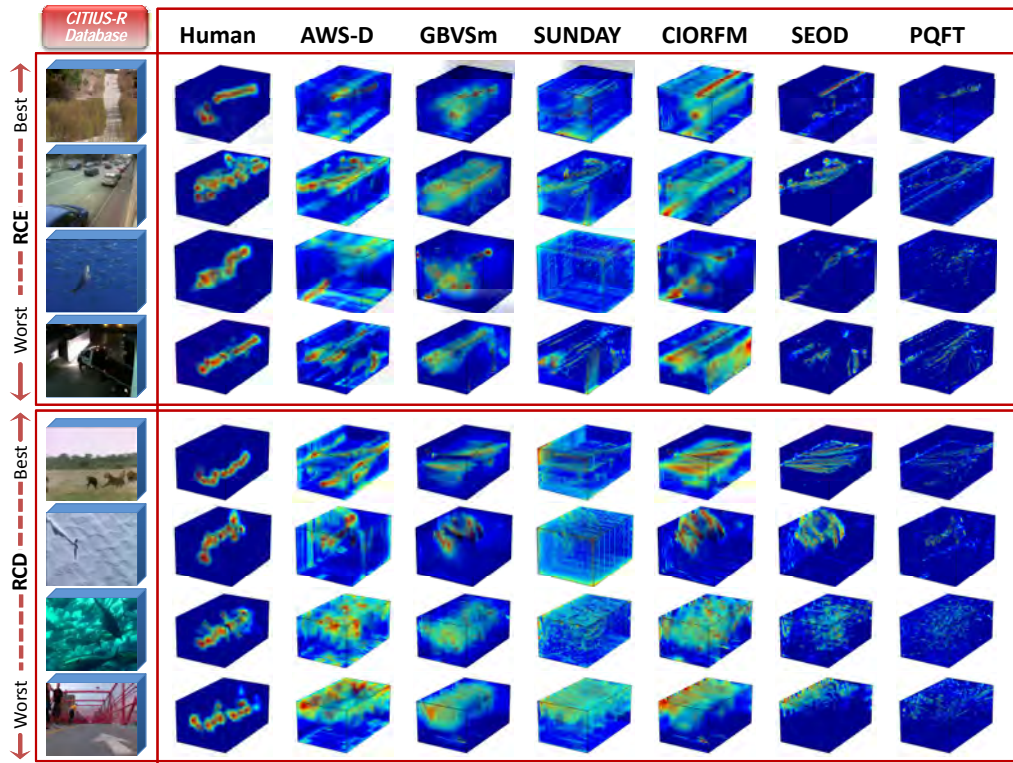 CITIUS-R
Database
Human AWS-D GBVSm SUNDAY CIORFM SEOD PQFT
Best
RCE
Worst
Best
RCD
Worst